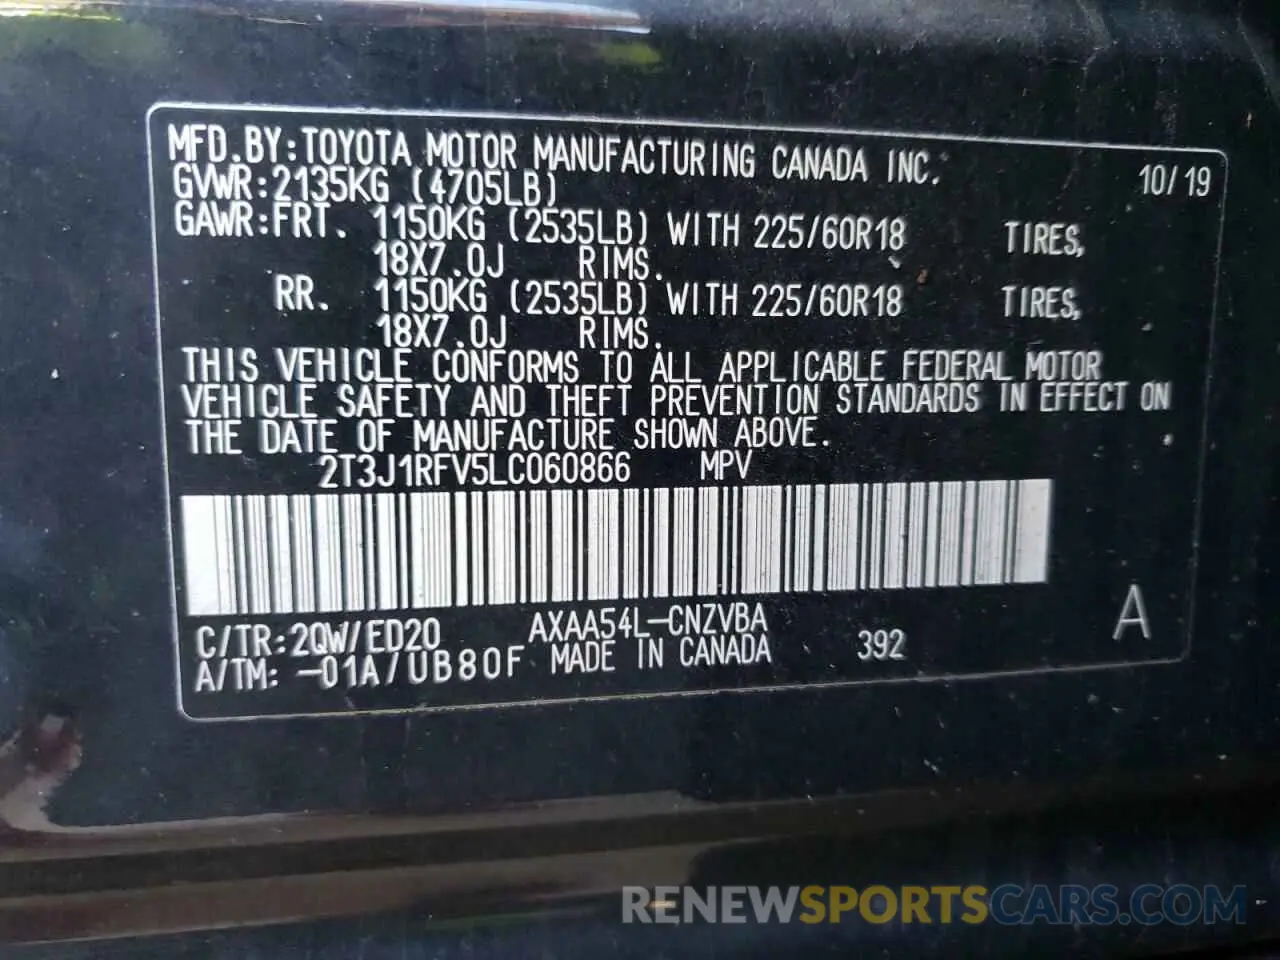 MFD.BY:TOYOTA MOTOR MANUFACTURING CANADA INC. 10/19
GVWR:2135KG (4705LB)
GAWR:FRT. 1150KG (2535LB) WITH 225/60R18 TIRES,
18X7.0J RIMS.
RR. 1150KG (2535LB) WITH 225/60R18 TIRES,
18X7.0J RIMS.
THIS VEHICLE CONFORMS TO ALL APPLICABLE FEDERAL MOTOR
VEHICLE SAFETY AND THEFT PREVENTION STANDARDS IN EFFECT ON
THE DATE OF MANUFACTURE SHOWN ABOVE.
2T3J1RFV5LC060866 MPV
C/TR:2QW/ED20 AXAA54L-CNZVBA A
A/TM: -01A/UB80F MADE IN CANADA 392
RENEWSPORTSCARS.COM